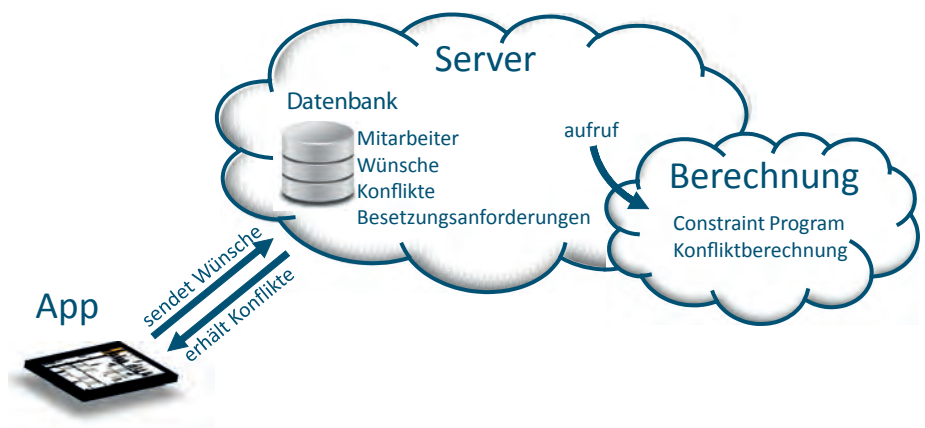 Server
Datenbank
Mitarbeiter
Wünsche
Konflikte
Besetzungsanforderungen
aufruf
Berechnung
Constraint Program
Konfliktberechnung
sendet Wünsche
erhält Konflikte
App